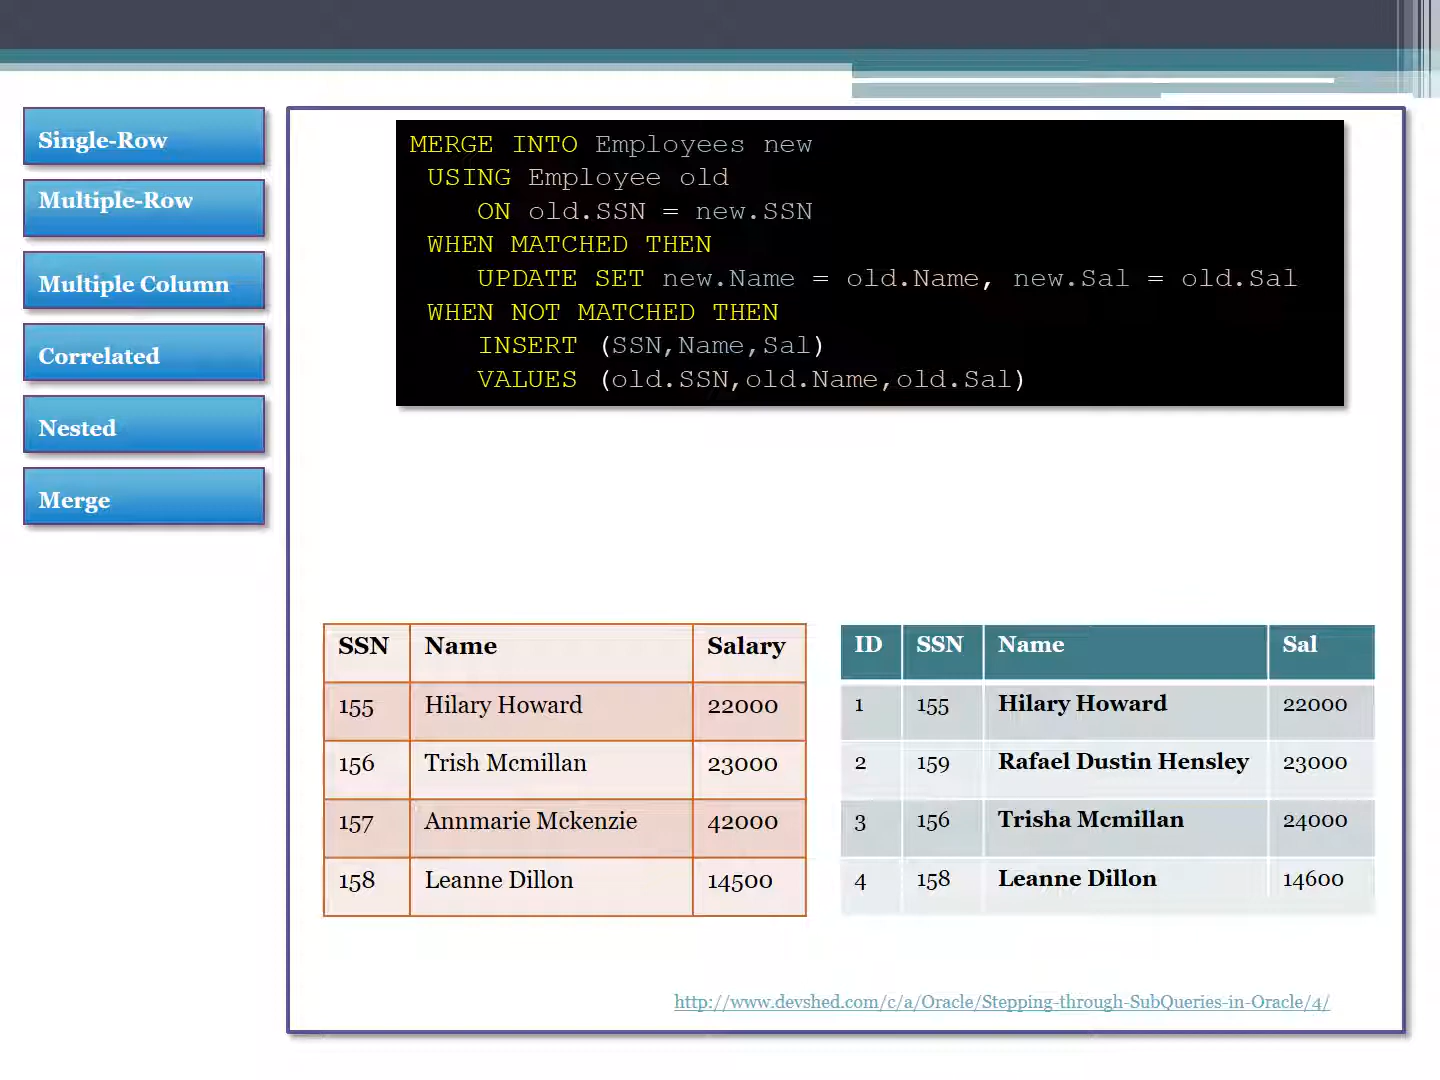 Single-Row
Multiple-Row
Multiple Column
Correlated
Nested
Merge
MERGE INTO Employees new
USING Employee old
ON old.SSN = new.SSN
WHEN MATCHED THEN
UPDATE SET new.Name = old.Name, new.Sal = old.Sal
WHEN NOT MATCHED THEN
INSERT (SSN,Name,Sal)
VALUES (old.SSN,old.Name,old.Sal)
SSN Name Salary
155 Hilary Howard 22000
156 Trish Mcmillan 23000
157 Annmarie Mckenzie 42000
158 Leanne Dillon 14500
ID SSN Name Sal
1 155 Hilary Howard 22000
2 159 Rafael Dustin Hensley 23000
3 156 Trisha Mcmillan 24000
4 158 Leanne Dillon 14600
http://www.devshed.com/c/a/Oracle/Stepping-through-SubQueries-in-Oracle/4/